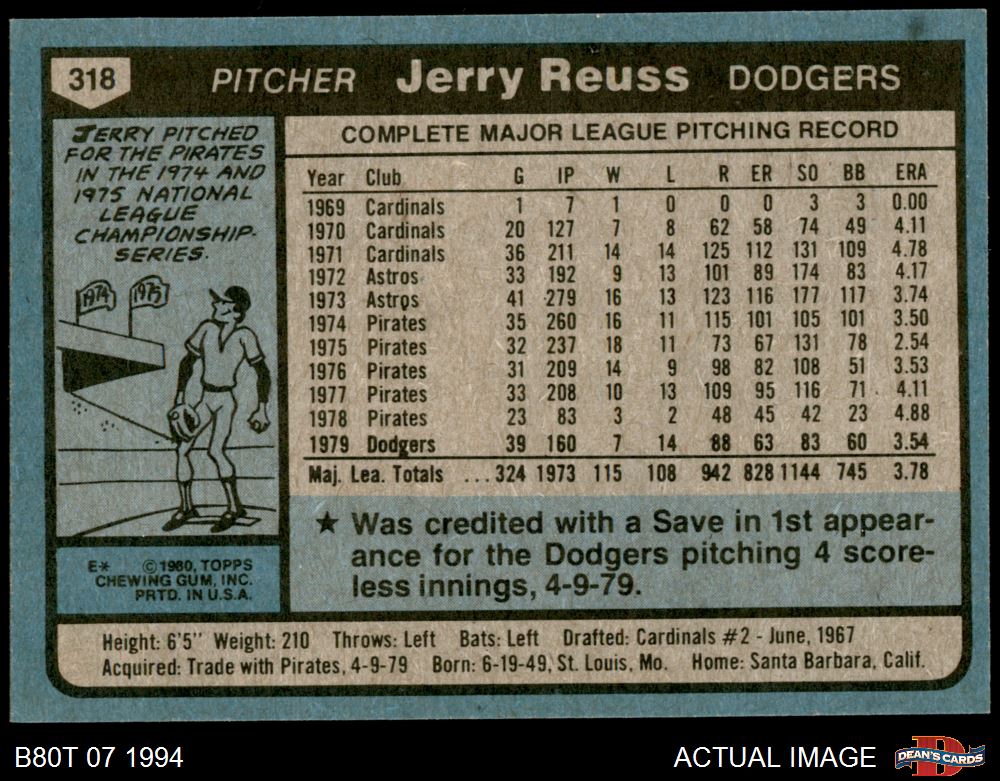 318 PITCHER Jerry Reuss DODGERS
JERRY PITCHED
FOR THE PIRATES
IN THE 1974 AND
1975 NATIONAL
LEAGUE
CHAMPIONSHIP-
SERIES.
1974 1975
E* ©1980, TOPPS
CHEWING GUM, INC.
PRTD. IN U.S.A.
COMPLETE MAJOR LEAGUE PITCHING RECORD
Year Club G IP W L R ER SO BB ERA
1969 Cardinals 1 7 1 0 0 0 3 3 0.00
1970 Cardinals 20 127 7 8 62 58 74 49 4.11
1971 Cardinals 36 211 14 14 125 112 131 109 4.78
1972 Astros 33 192 9 13 101 89 174 83 4.17
1973 Astros 41 279 16 13 123 116 177 117 3.74
1974 Pirates 35 260 16 11 115 101 105 101 3.50
1975 Pirates 32 237 18 11 73 67 131 78 2.54
1976 Pirates 31 209 14 9 98 82 108 51 3.53
1977 Pirates 33 208 10 13 109 95 116 71 4.11
1978 Pirates 23 83 3 2 48 45 42 23 4.88
1979 Dodgers 39 160 7 14 88 63 83 60 3.54
Maj. Lea. Totals ...324 1973 115 108 942 828 1144 745 3.78
★ Was credited with a Save in 1st appear-
ance for the Dodgers pitching 4 score-
less innings, 4-9-79.
Height: 6'5" Weight: 210 Throws: Left Bats: Left Drafted: Cardinals #2 - June, 1967
Acquired: Trade with Pirates, 4-9-79 Born: 6-19-49, St. Louis, Mo. Home: Santa Barbara, Calif.
B80T 07 1994 ACTUAL IMAGE D DEAN'S CARDS